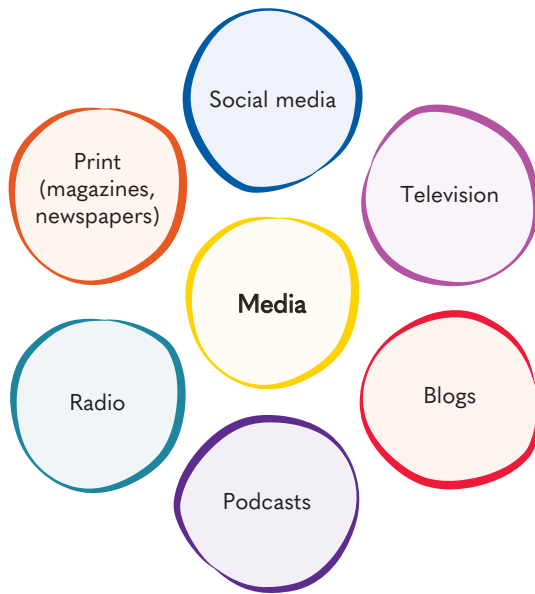 Social media
Print
(magazines,
newspapers)
Television
Media
Radio
Blogs
Podcasts